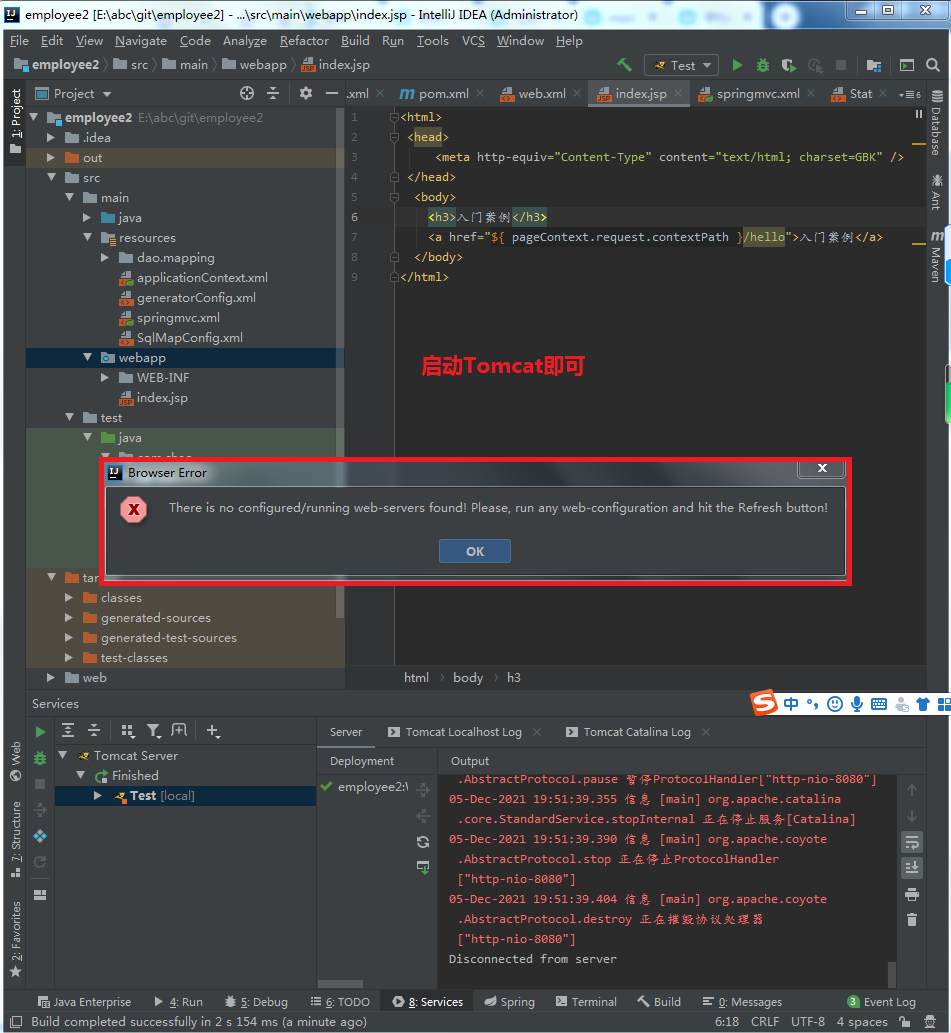 employee2 [E:\abc\git\employee2] - ...\src\main\webapp\index.jsp - IntelliJ IDEA (Administrator)
File Edit View Navigate Code Analyze Refactor Build Run Tools VCS Window Help
employee2 src main webapp index.jsp Test
Project .xml pom.xml web.xml index.jsp springmvc.xml Stat 6
1: Project
employee2 E:\abc\git\employee2
.idea
out
src
main
java
resources
dao.mapping
applicationContext.xml
generatorConfig.xml
springmvc.xml
SqlMapConfig.xml
webapp
WEB-INF
index.jsp
test
java
tar
classes
generated-sources
generated-test-sources
test-classes
web
1 <html>
2 <head>
3 <meta http-equiv="Content-Type" content="text/html; charset=GBK" />
4 </head>
5 <body>
6 <h3>入门案例</h3>
7 <a href="${ pageContext.request.contextPath }/hello">入门案例</a>
8 </body>
9 </html>
Database
Ant
Maven
启动Tomcat即可
Browser Error
There is no configured/running web-servers found! Please, run any web-configuration and hit the Refresh button!
OK
html body h3
中
Services
Web
7: Structure
2: Favorites
Tomcat Server
Finished
Test [local]
Server Tomcat Localhost Log Tomcat Catalina Log
Deployment Output
employee2:\
.AbstractProtocol.pause 暂停ProtocolHandler["http-nio-8080"]
05-Dec-2021 19:51:39.355 信息 [main] org.apache.catalina
.core.StandardService.stopInternal 正在停止服务[Catalina]
05-Dec-2021 19:51:39.390 信息 [main] org.apache.coyote
.AbstractProtocol.stop 正在停止ProtocolHandler
["http-nio-8080"]
05-Dec-2021 19:51:39.404 信息 [main] org.apache.coyote
.AbstractProtocol.destroy 正在摧毁协议处理器
["http-nio-8080"]
Disconnected from server
Java Enterprise 4: Run 5: Debug 6: TODO 8: Services Spring Terminal Build 0: Messages 3 Event Log
Build completed successfully in 2 s 154 ms (a minute ago) 6:18 CRLF UTF-8 4 spaces